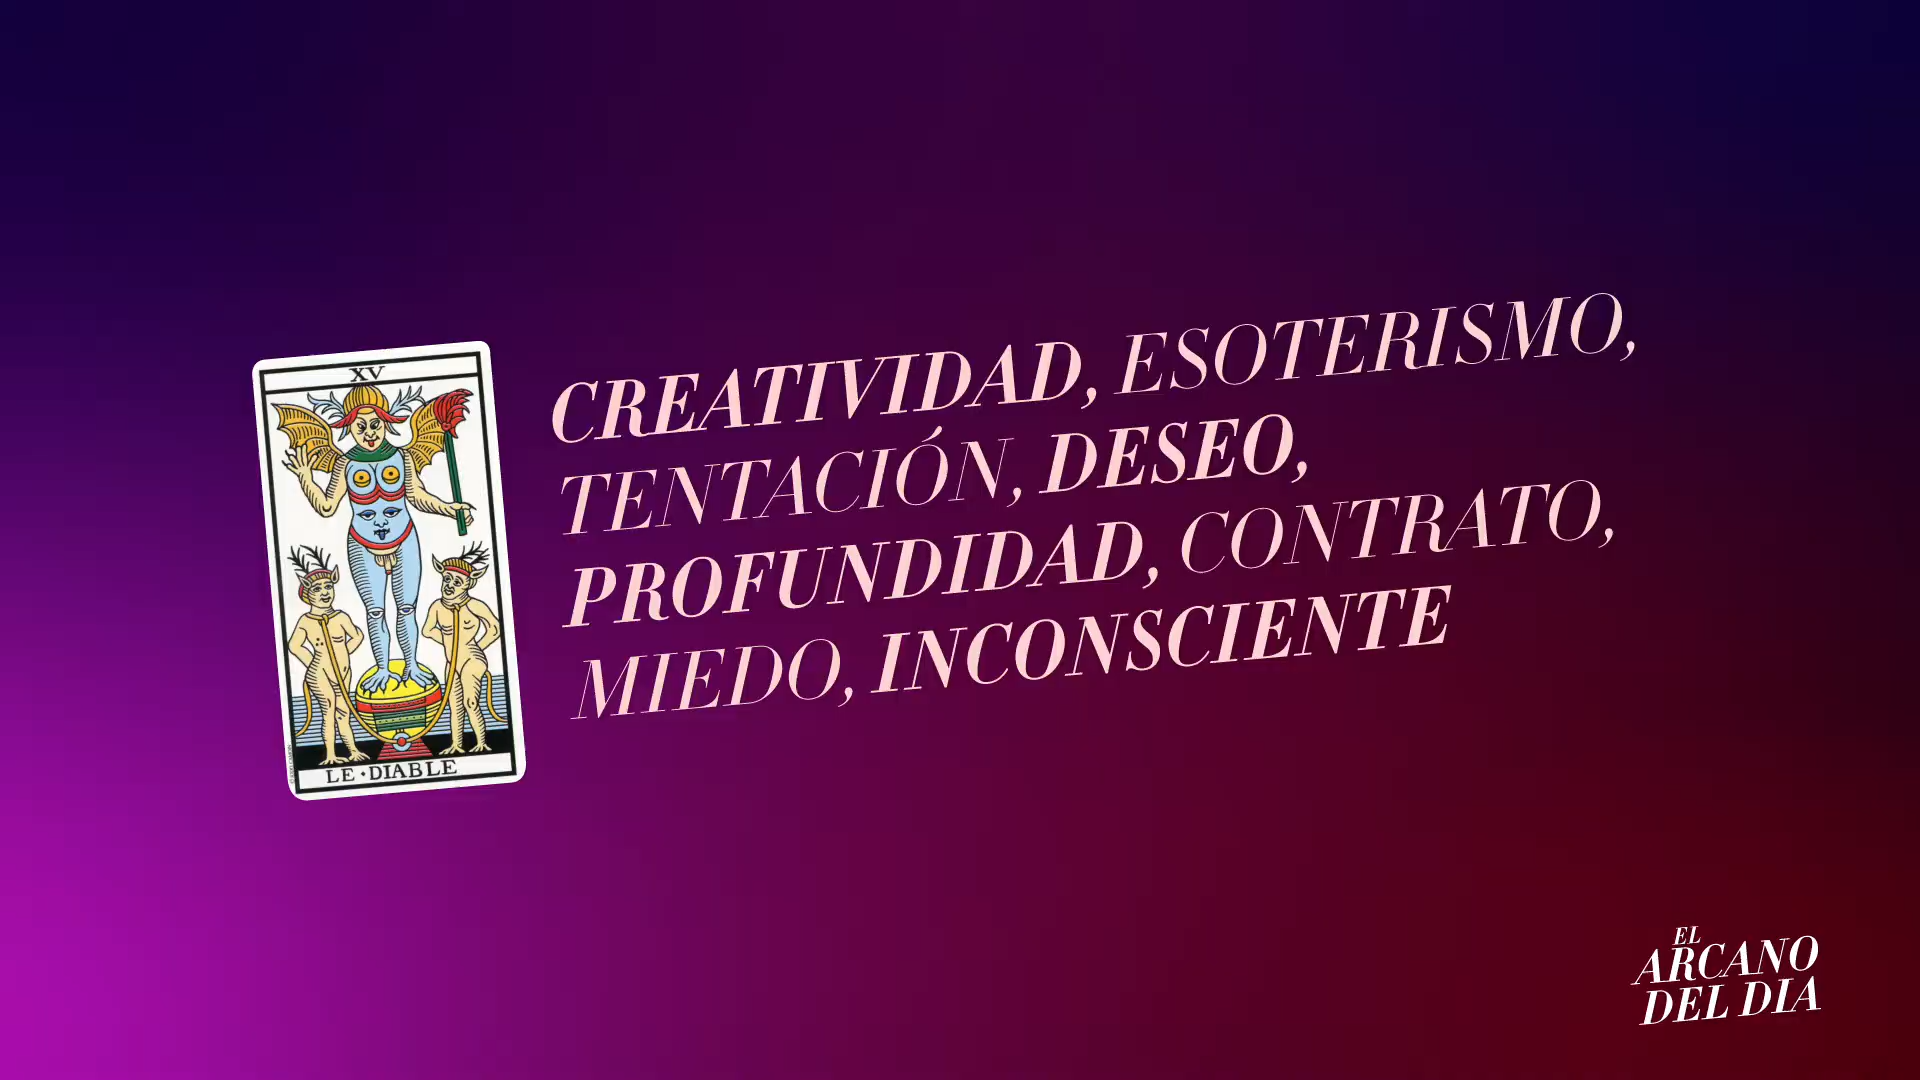 XV
LE•DIABLE
CREATIVIDAD, ESOTERISMO,
TENTACIÓN, DESEO,
PROFUNDIDAD, CONTRATO,
MIEDO, INCONSCIENTE
EL
ARCANO
DEL DIA